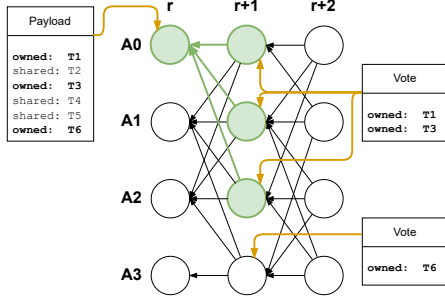 Payload
owned: T1
shared: T2
owned: T3
shared: T4
shared: T5
owned: T6
r r+1 r+2
A0
A1
A2
A3
Vote
owned: T1
owned: T3
Vote
owned: T6